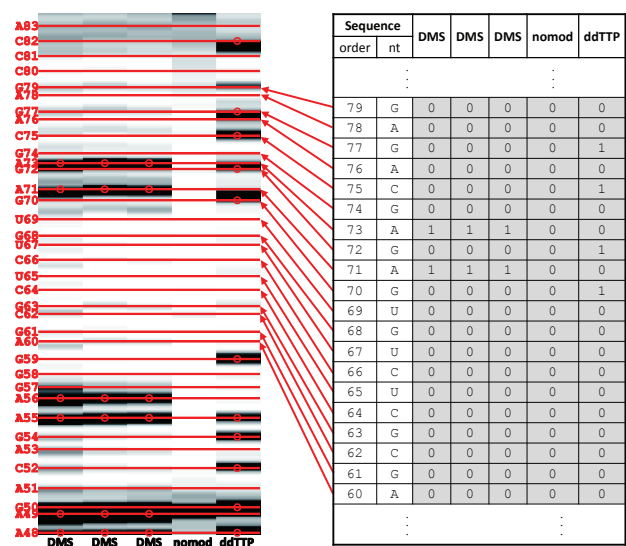 A83
C82
C81
C80
G79
A78
G77
A76
C75
G74
A73
G72
A71
G70
U69
G68
U67
C66
U65
C64
G63
C62
G61
A60
G59
G58
G57
A56
A55
G54
A53
C52
A51
G50
A49
A48
DMS DMS DMS nomod ddTTP
Sequence DMS DMS DMS nomod ddTTP
order nt
79 G 0 0 0 0 0
78 A 0 0 0 0 0
77 G 0 0 0 0 1
76 A 0 0 0 0 0
75 C 0 0 0 0 1
74 G 0 0 0 0 0
73 A 1 1 1 0 0
72 G 0 0 0 0 1
71 A 1 1 1 0 0
70 G 0 0 0 0 1
69 U 0 0 0 0 0
68 G 0 0 0 0 0
67 U 0 0 0 0 0
66 C 0 0 0 0 0
65 U 0 0 0 0 0
64 C 0 0 0 0 0
63 G 0 0 0 0 0
62 C 0 0 0 0 0
61 G 0 0 0 0 0
60 A 0 0 0 0 0